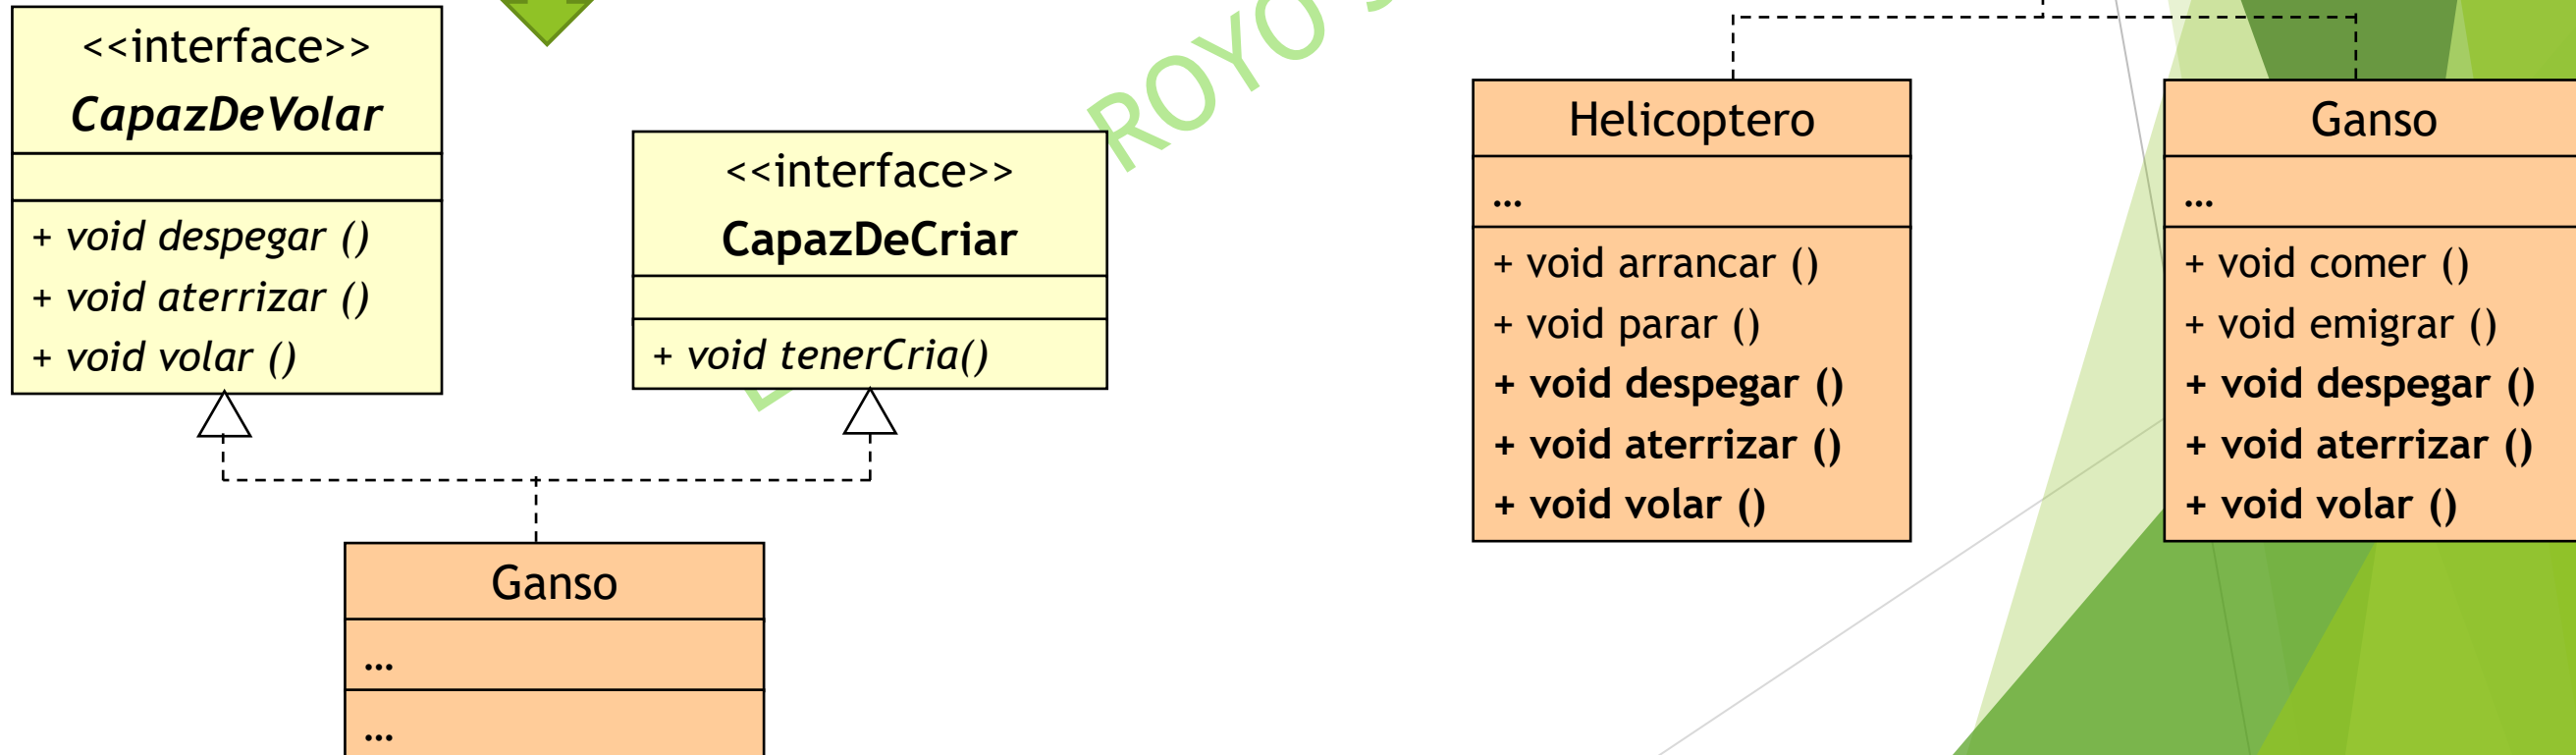 <<interface>>
CapazDeVolar
+ void despegar ()
+ void aterrizar ()
+ void volar ()
<<interface>>
CapazDeCriar
+ void tenerCria()
Ganso
...
...
ROYO
Helicoptero
...
+ void arrancar ()
+ void parar ()
+ void despegar ()
+ void aterrizar ()
+ void volar ()
Ganso
...
+ void comer ()
+ void emigrar ()
+ void despegar ()
+ void aterrizar ()
+ void volar ()